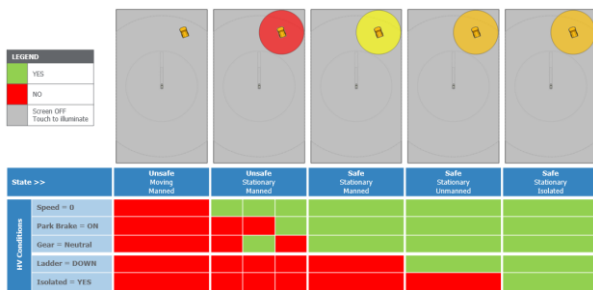 LEGEND
YES
NO
Screen OFF
Touch to illuminate
State >>
Unsafe
Moving
Manned
Unsafe
Stationary
Manned
Safe
Stationary
Manned
Safe
Stationary
Unmanned
Safe
Stationary
Isolated
HV Conditions
Speed = 0
Park Brake = ON
Gear = Neutral
Ladder = DOWN
Isolated = YES